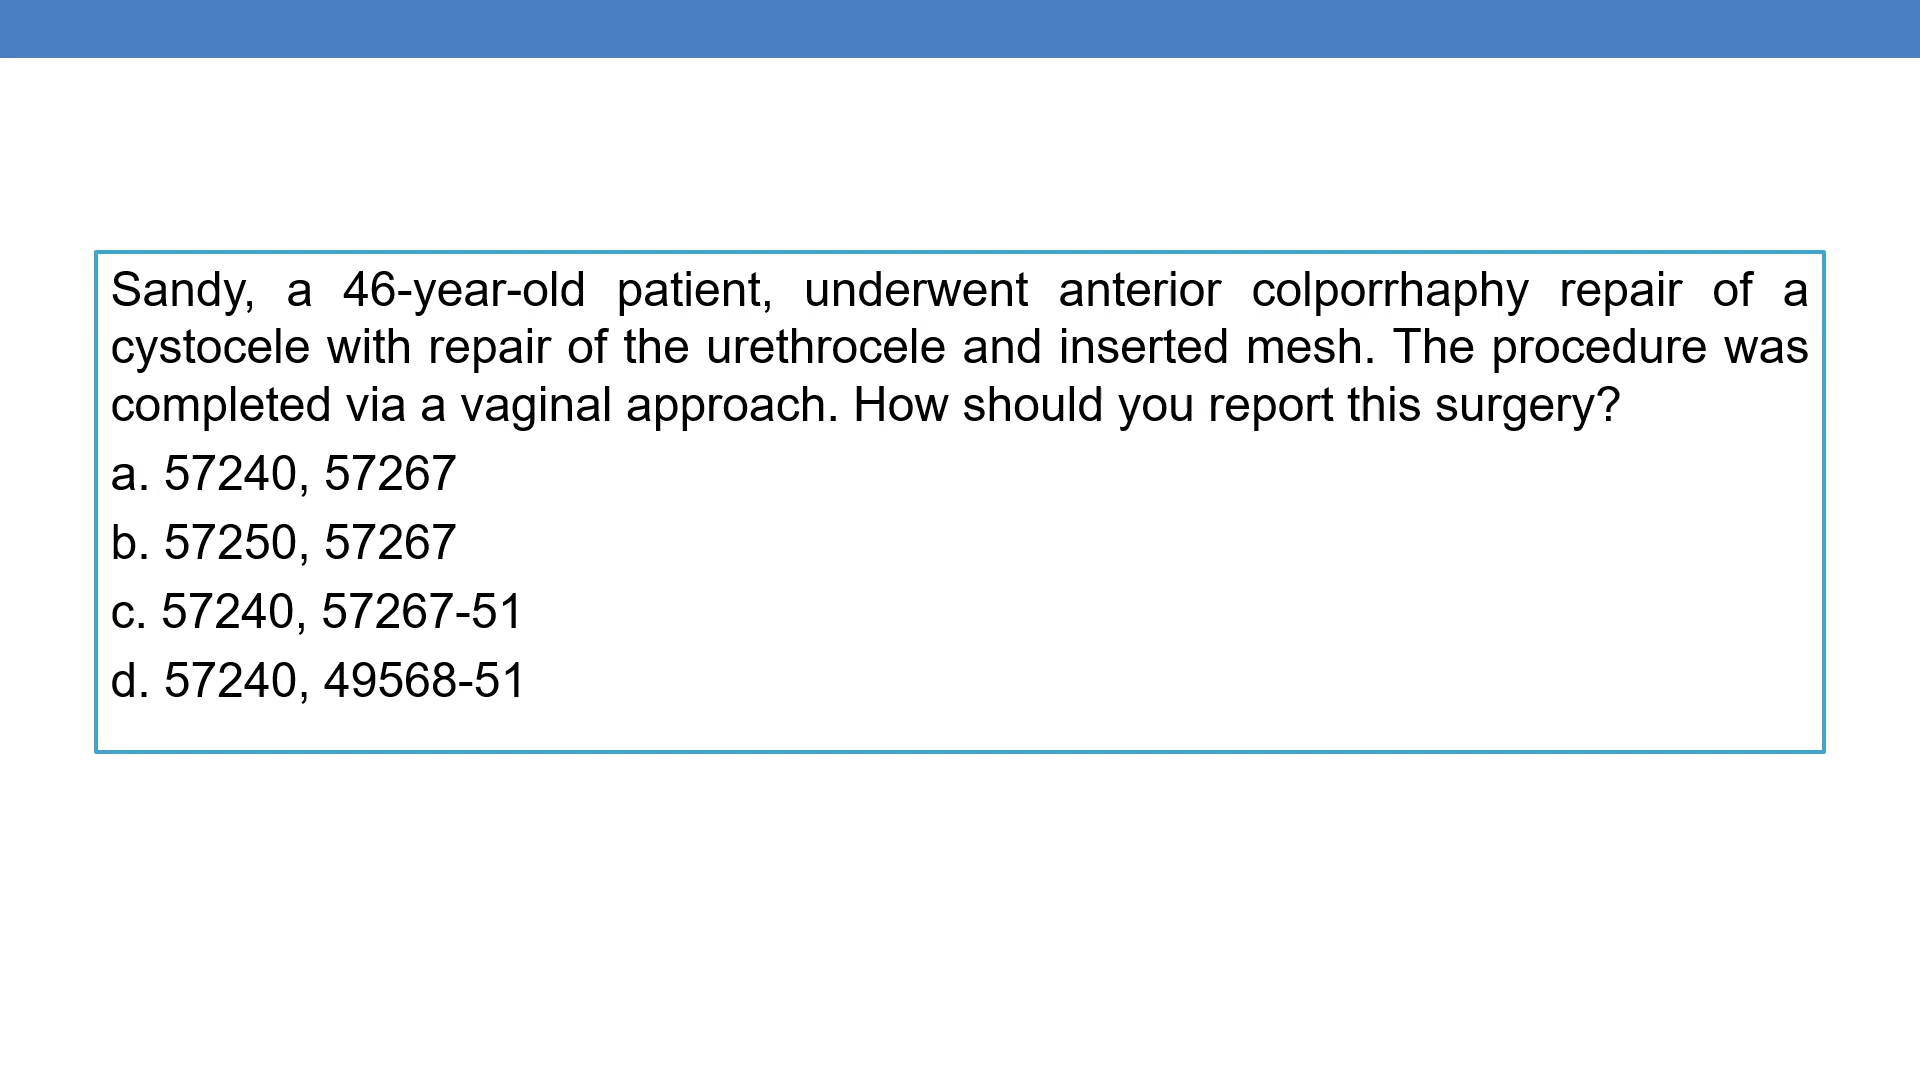 Sandy, a 46-year-old patient, underwent anterior colporrhaphy repair of a
cystocele with repair of the urethrocele and inserted mesh. The procedure was
completed via a vaginal approach. How should you report this surgery?
a. 57240, 57267
b. 57250, 57267
c. 57240, 57267-51
d. 57240, 49568-51